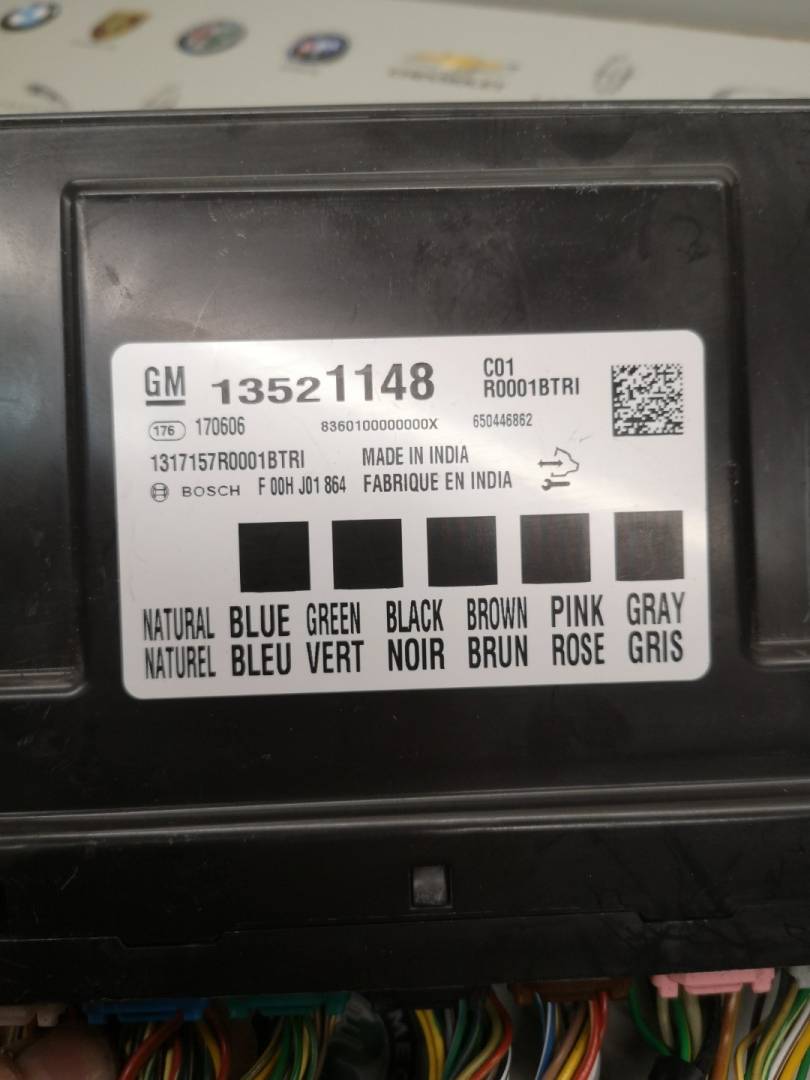 GM 13521148 C01
R0001BTRI
176 170606 8360100000000X 650446862
1317157R0001BTRI MADE IN INDIA
BOSCH F 00H J01 864 FABRIQUE EN INDIA
NATURAL BLUE GREEN BLACK BROWN PINK GRAY
NATUREL BLEU VERT NOIR BRUN ROSE GRIS